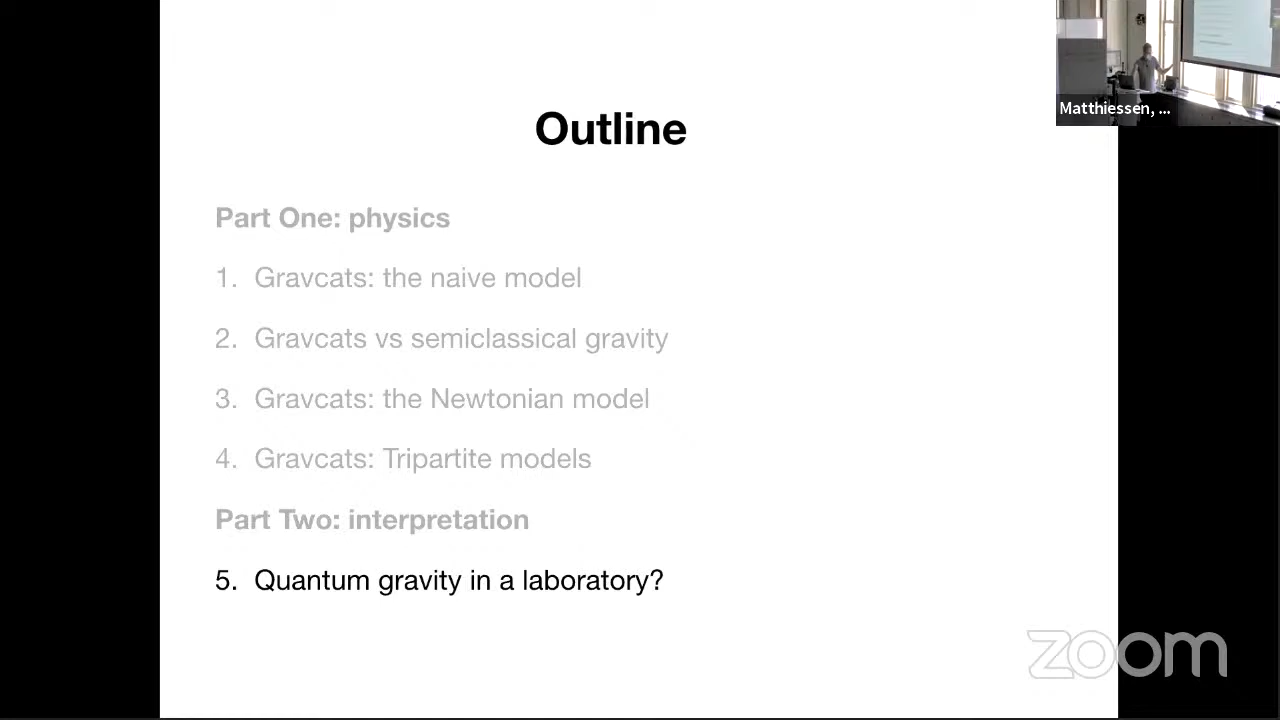 Outline
Part One: physics
1. Gravcats: the naive model
2. Gravcats vs semiclassical gravity
3. Gravcats: the Newtonian model
4. Gravcats: Tripartite models
Part Two: interpretation
5. Quantum gravity in a laboratory?
Matthiessen, ...
zoom